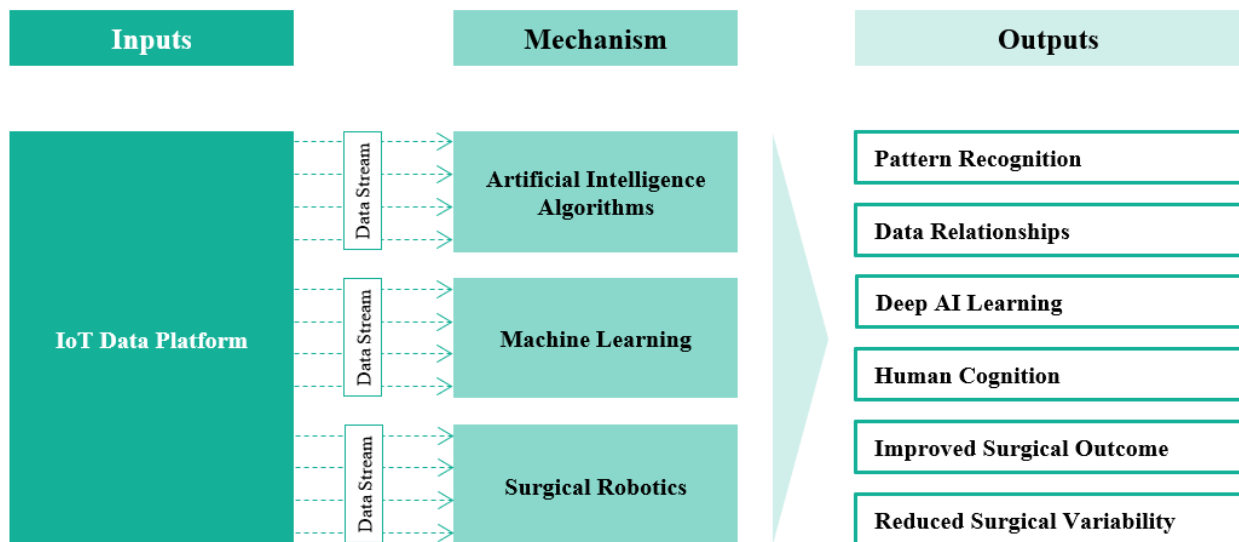 Inputs
Mechanism
Outputs
IoT Data Platform
Data Stream
Data Stream
Data Stream
Artificial Intelligence
Algorithms
Machine Learning
Surgical Robotics
Pattern Recognition
Data Relationships
Deep AI Learning
Human Cognition
Improved Surgical Outcome
Reduced Surgical Variability